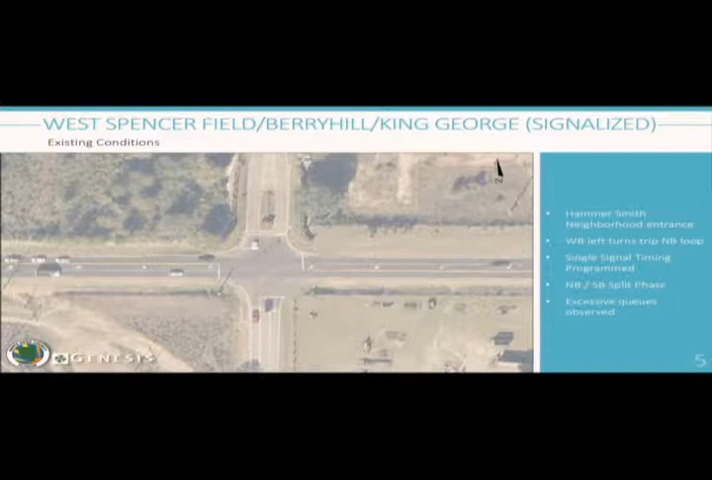 WEST SPENCER FIELD/BERRYHILL/KING GEORGE (SIGNALIZED)
Existing Conditions
N
• Hammer Smith
Neighborhood entrance
• WB left turns trip NB loop
• Single Signal Timing
Programmed
• NB / SB Split Phase
• Excessive queues
observed
GENESIS
5